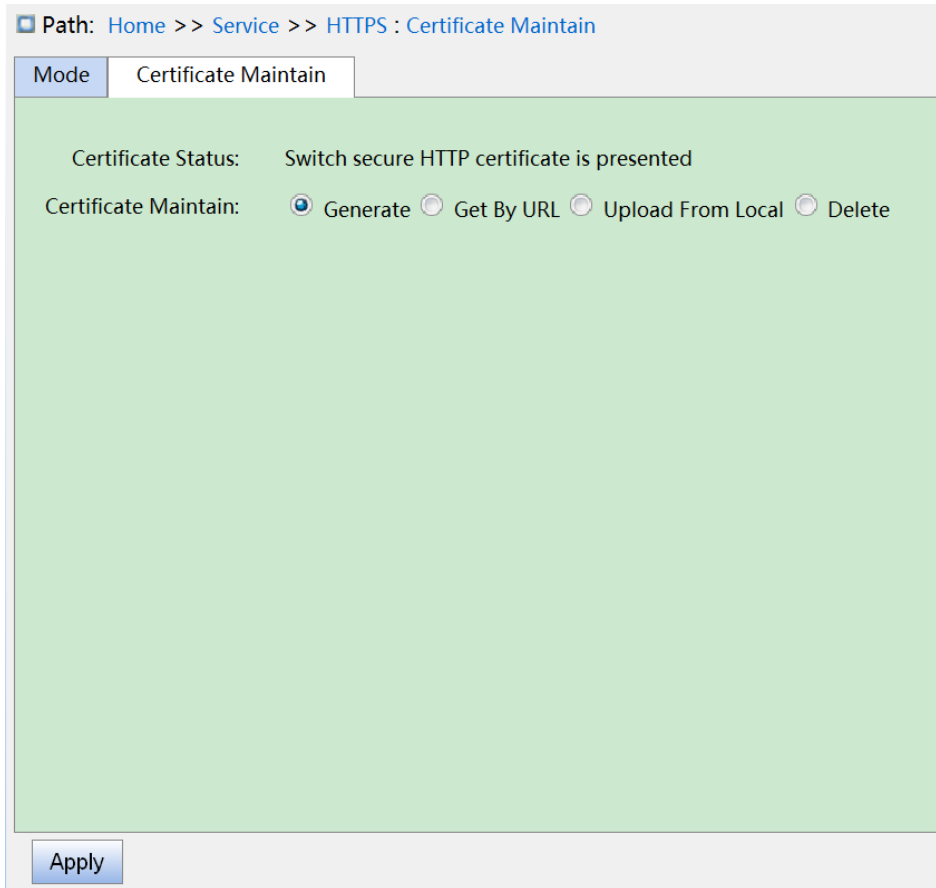 Path: Home >> Service >> HTTPS : Certificate Maintain
Mode Certificate Maintain
Certificate Status: Switch secure HTTP certificate is presented
Certificate Maintain: Generate Get By URL Upload From Local Delete
Apply